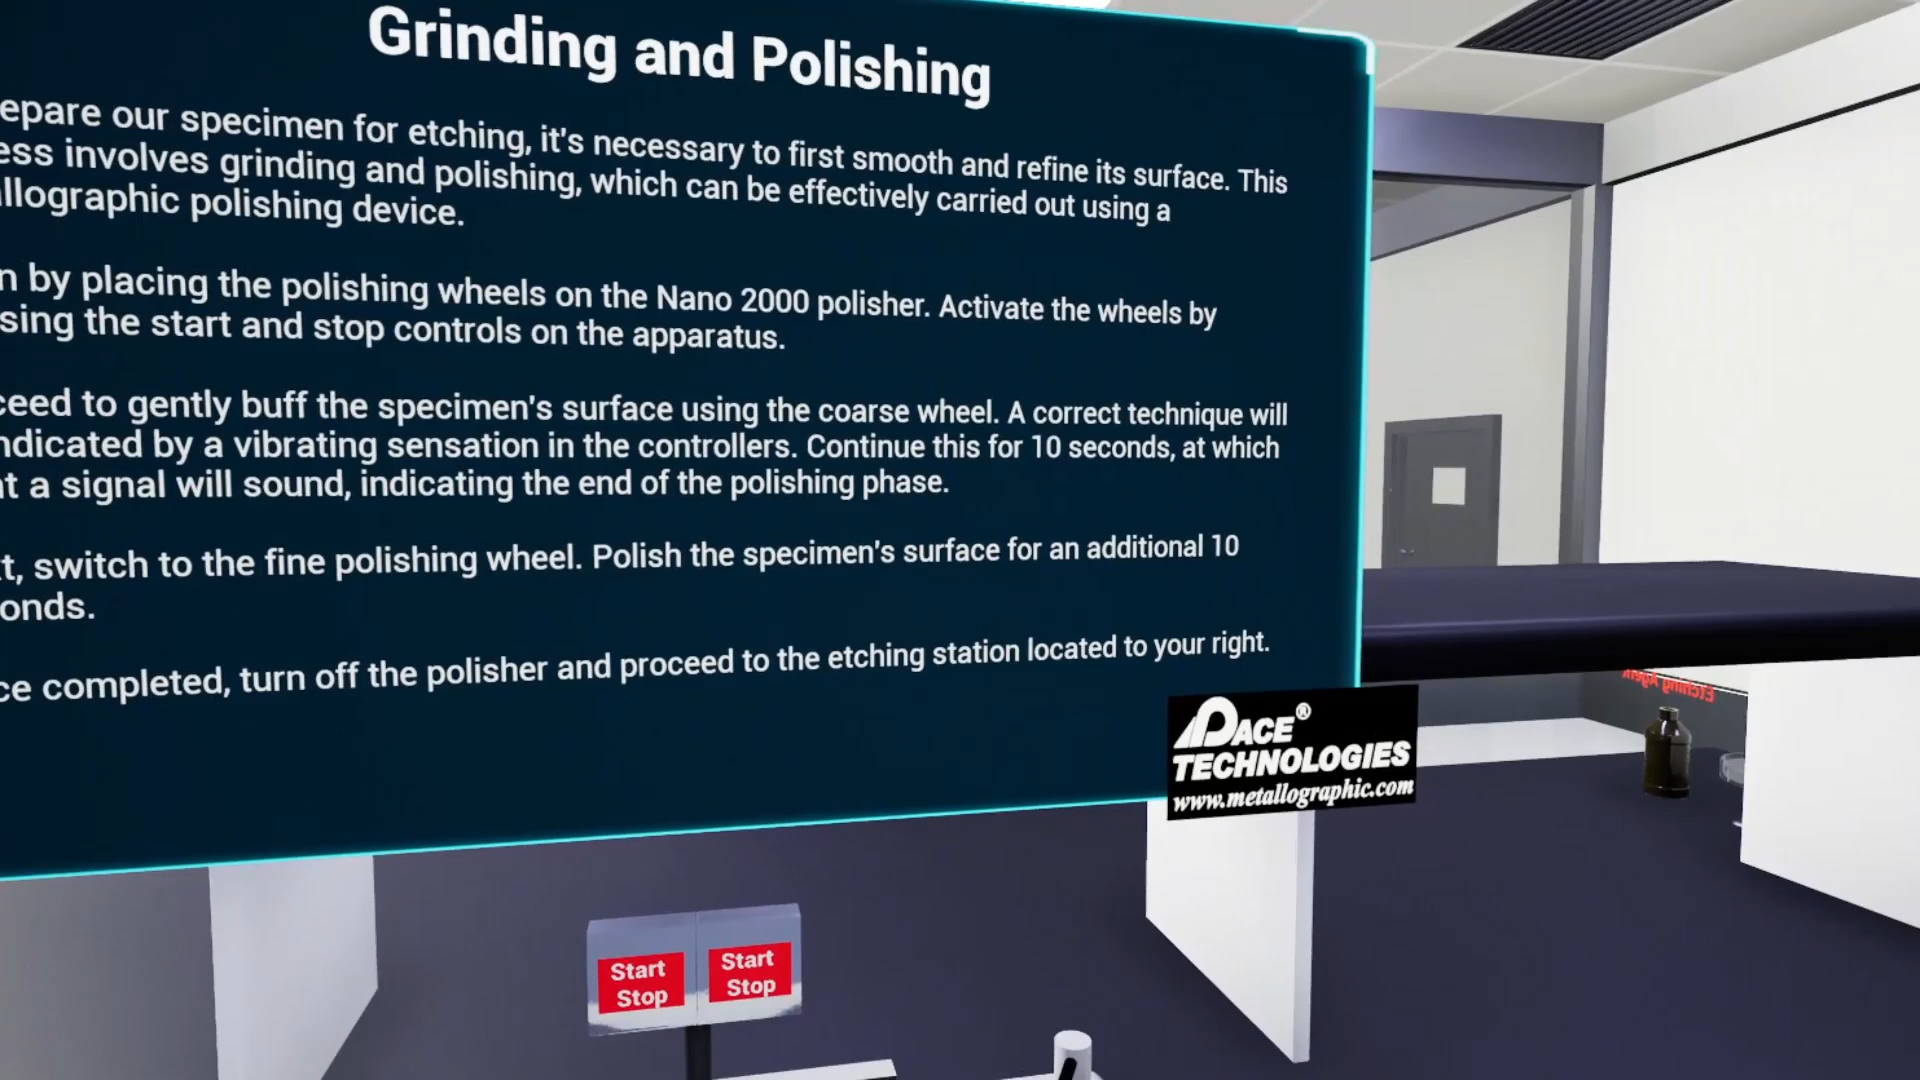 Grinding and Polishing
epare our specimen for etching, it's necessary to first smooth and refine its surface. This
ess involves grinding and polishing, which can be effectively carried out using a
llographic polishing device.
n by placing the polishing wheels on the Nano 2000 polisher. Activate the wheels by
sing the start and stop controls on the apparatus.
ceed to gently buff the specimen's surface using the coarse wheel. A correct technique will
ndicated by a vibrating sensation in the controllers. Continue this for 10 seconds, at which
nt a signal will sound, indicating the end of the polishing phase.
t, switch to the fine polishing wheel. Polish the specimen's surface for an additional 10
onds.
ce completed, turn off the polisher and proceed to the etching station located to your right.
PACE®
TECHNOLOGIES
www.metallographic.com
Etching Agent
Start
Stop
Start
Stop